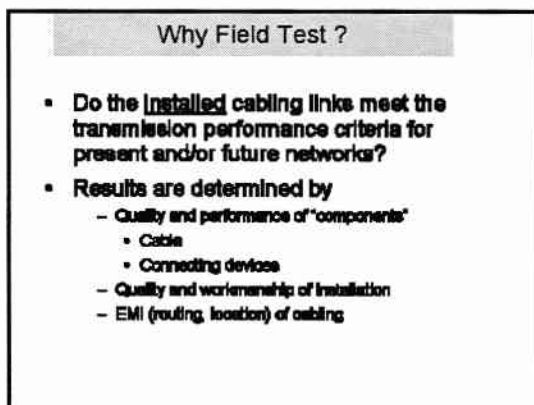 Why Field Test ?
• Do the installed cabling links meet the
transmission performance criteria for
present and/or future networks?
• Results are determined by
– Quality and performance of "components"
• Cable
• Connecting devices
– Quality and workmanship of installation
– EMI (routing, location) of cabling